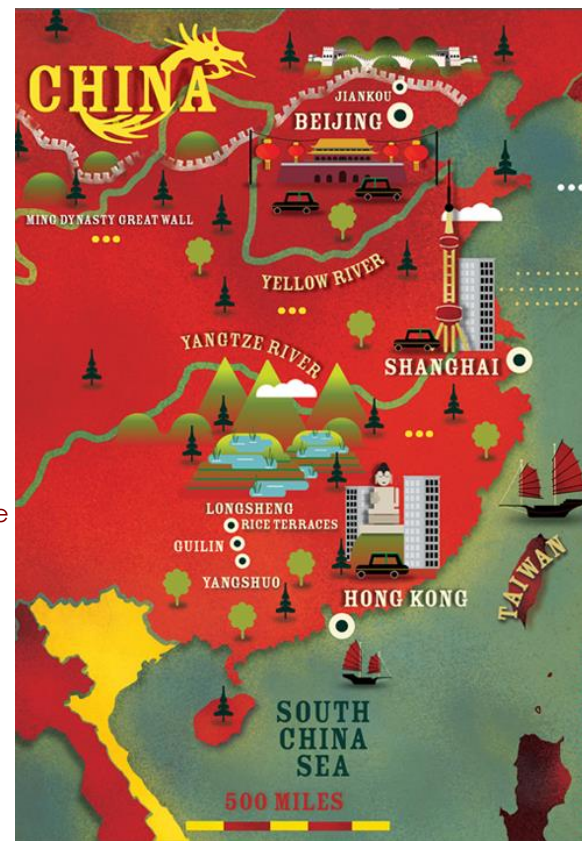 CHINA
JIANKOU
BEIJING
MING DYNASTY GREAT WALL
YELLOW RIVER
YANGTZE RIVER
SHANGHAI
LONGSHENG
RICE TERRACES
GUILIN
YANGSHUO
HONG KONG
TAIWAN
SOUTH
CHINA
SEA
500 MILES